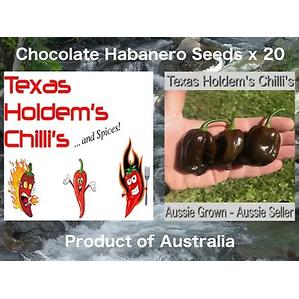 Chocolate Habanero Seeds x 20
Texas
Holdem's
Chilli's
... and Spices!
Texas Holdem's Chilli's
Aussie Grown - Aussie Seller
Product of Australia